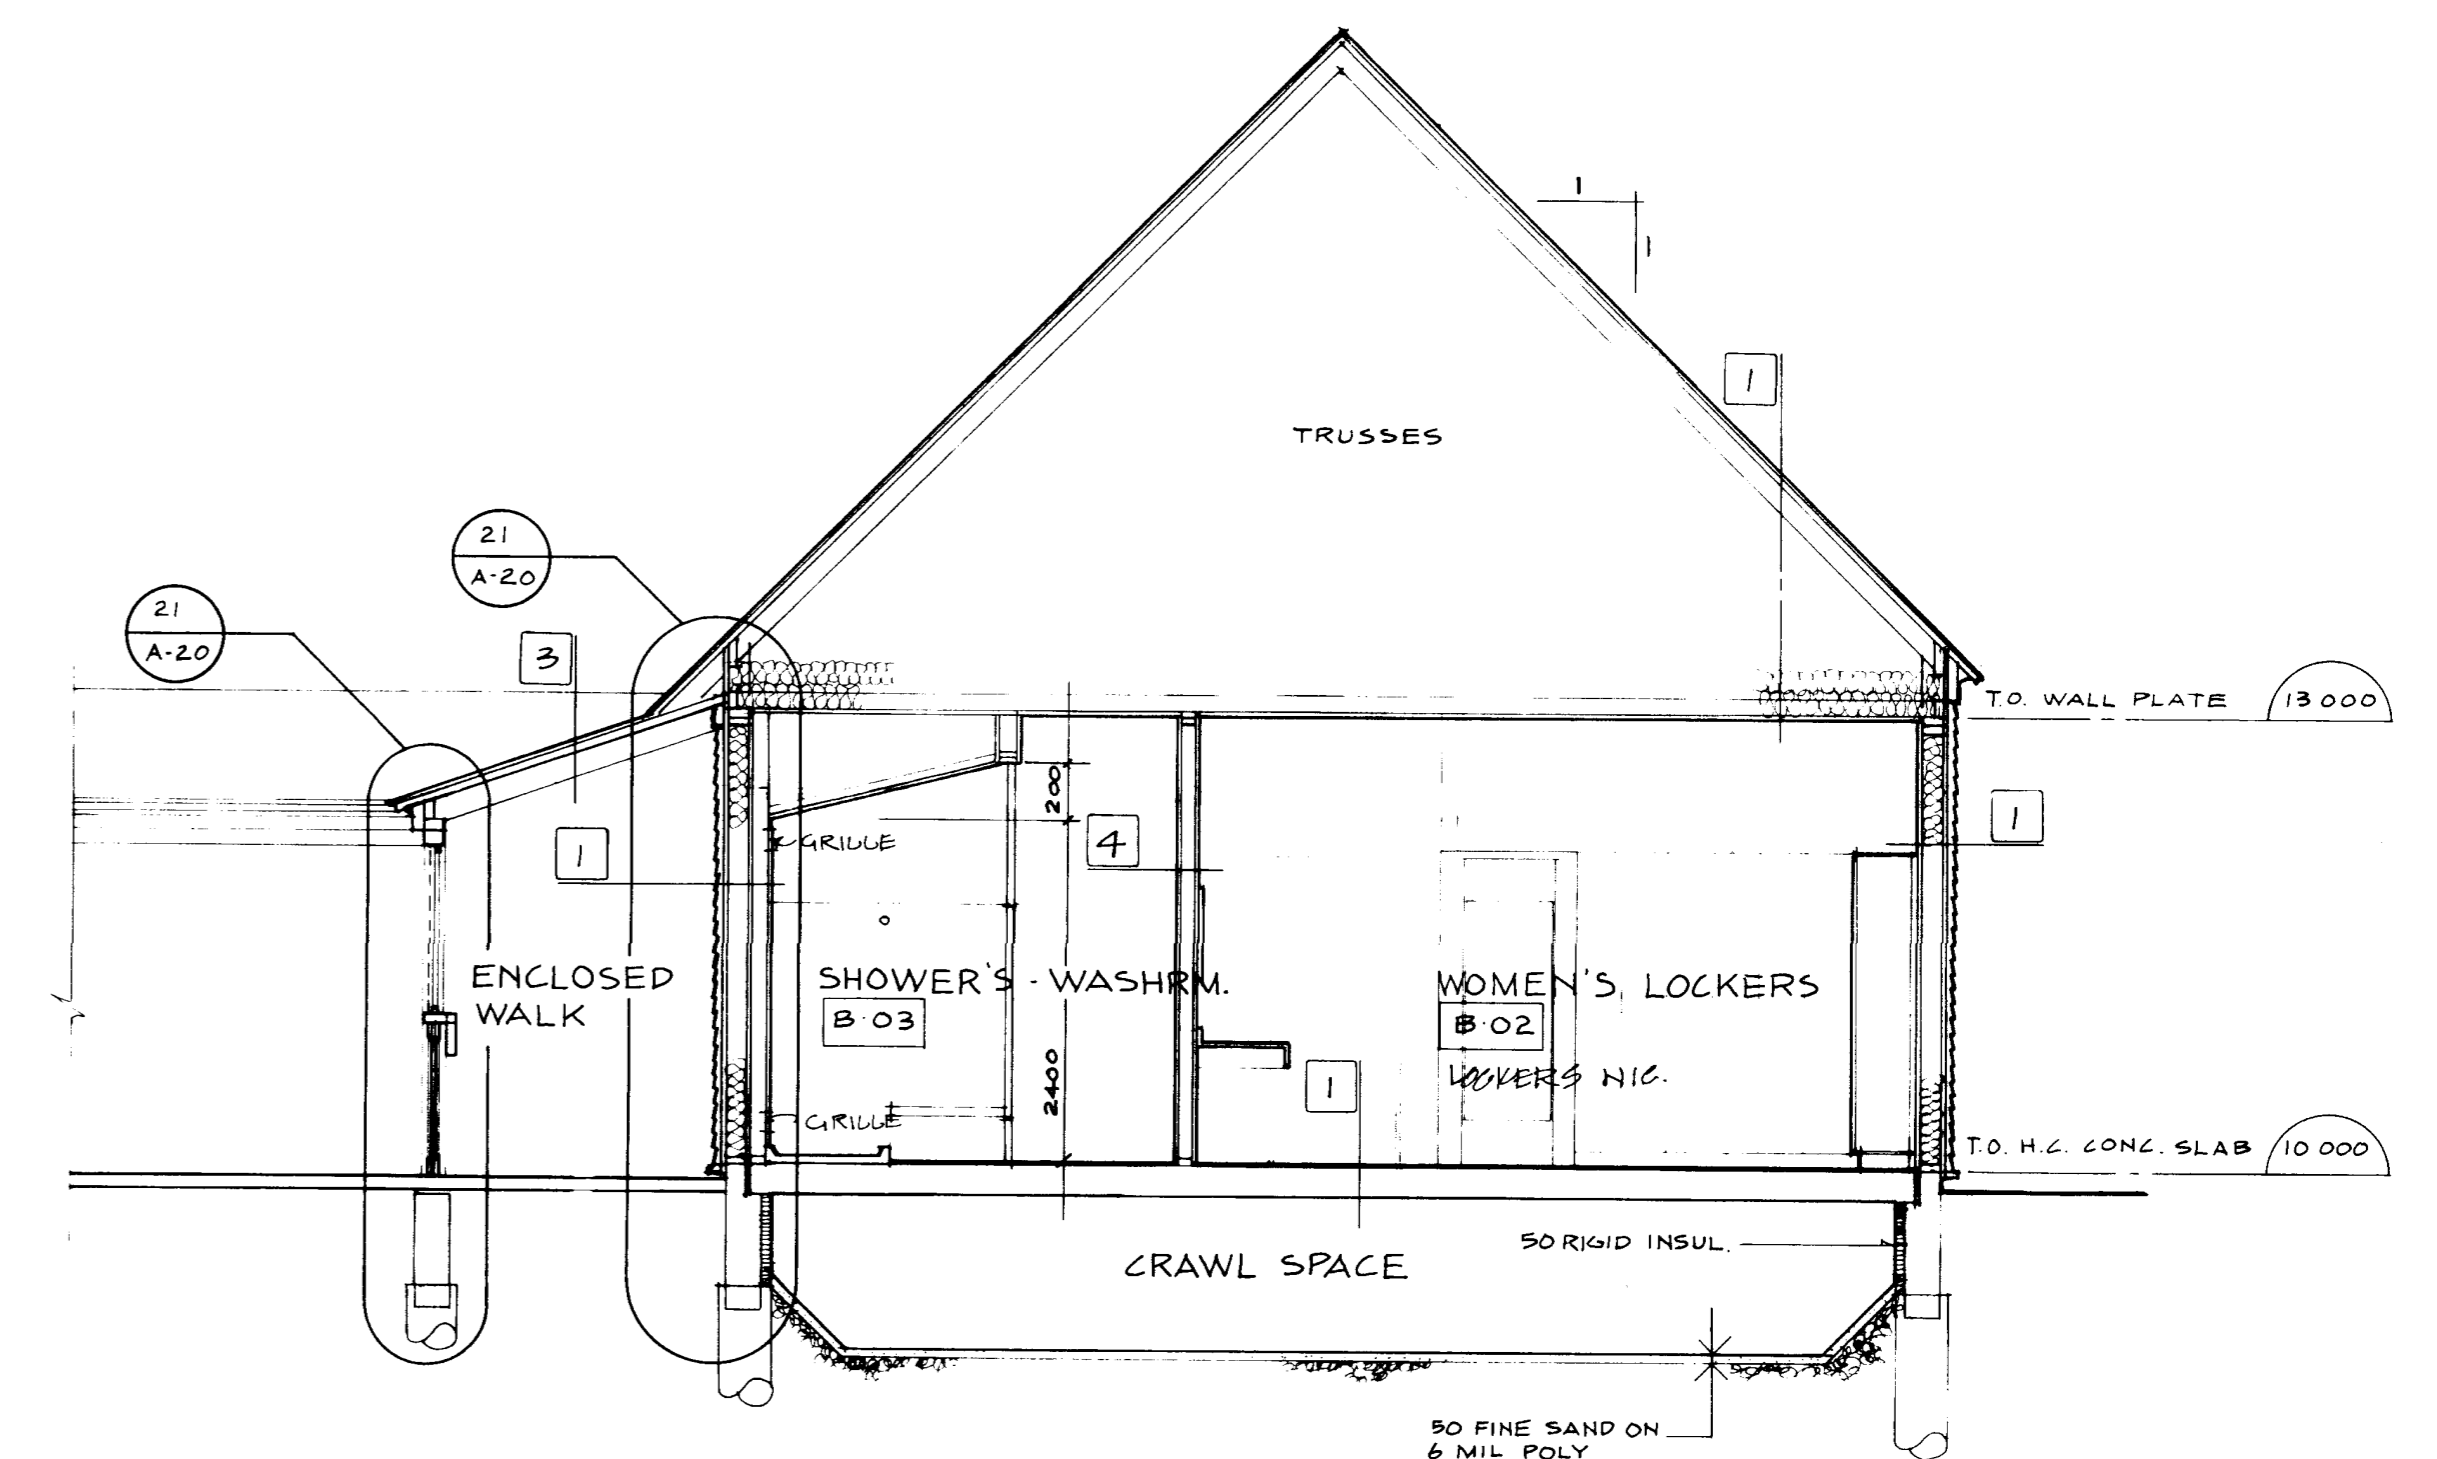 1
1
1
TRUSSES
21
A-20
21
A-20
3
T.O. WALL PLATE
13 000
200
GRILLE
1
4
1
ENCLOSED
WALK
SHOWER'S - WASHRM.
B·03
WOMEN'S LOCKERS
B·02
LOCKERS NIC.
1
2400
GRILLE
T.O. H.C. CONC. SLAB
10 000
50 RIGID INSUL.
CRAWL SPACE
50 FINE SAND ON
6 MIL POLY